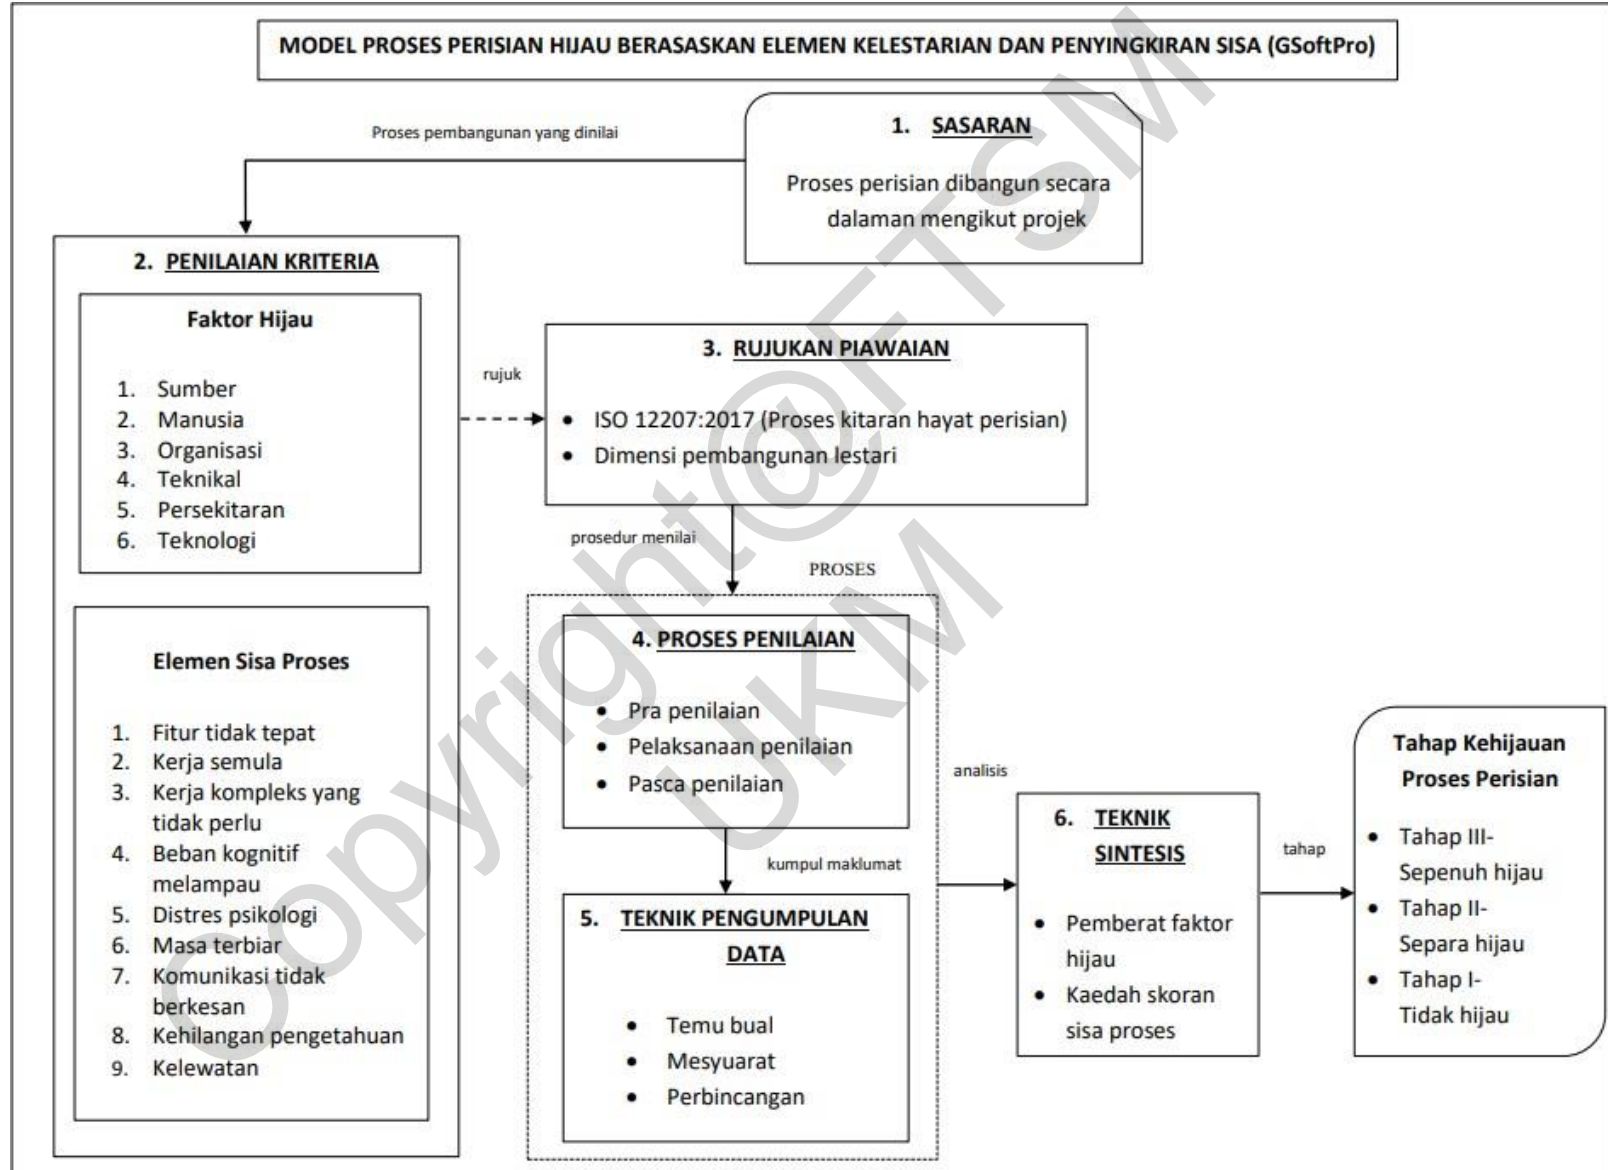 MODEL PROSES PERISIAN HIJAU BERASASKAN ELEMEN KELESTARIAN DAN PENYINGKIRAN SISA (GSoftPro)
Proses pembangunan yang dinilai
1. SASARAN
Proses perisian dibangun secara
dalaman mengikut projek
2. PENILAIAN KRITERIA
Faktor Hijau
1. Sumber
2. Manusia
3. Organisasi
4. Teknikal
5. Persekitaran
6. Teknologi
Elemen Sisa Proses
1. Fitur tidak tepat
2. Kerja semula
3. Kerja kompleks yang
tidak perlu
4. Beban kognitif
melampau
5. Distres psikologi
6. Masa terbiar
7. Komunikasi tidak
berkesan
8. Kehilangan pengetahuan
9. Kelewatan
rujuk
3. RUJUKAN PIAWAIAN
• ISO 12207:2017 (Proses kitaran hayat perisian)
• Dimensi pembangunan lestari
prosedur menilai
PROSES
4. PROSES PENILAIAN
• Pra penilaian
• Pelaksanaan penilaian
• Pasca penilaian
kumpul maklumat
5. TEKNIK PENGUMPULAN
DATA
• Temu bual
• Mesyuarat
• Perbincangan
analisis
6. TEKNIK
SINTESIS
• Pemberat faktor
hijau
• Kaedah skoran
sisa proses
tahap
Tahap Kehijauan
Proses Perisian
• Tahap III-
Sepenuh hijau
• Tahap II-
Separa hijau
• Tahap I-
Tidak hijau
Copyright@FTSM
UKM